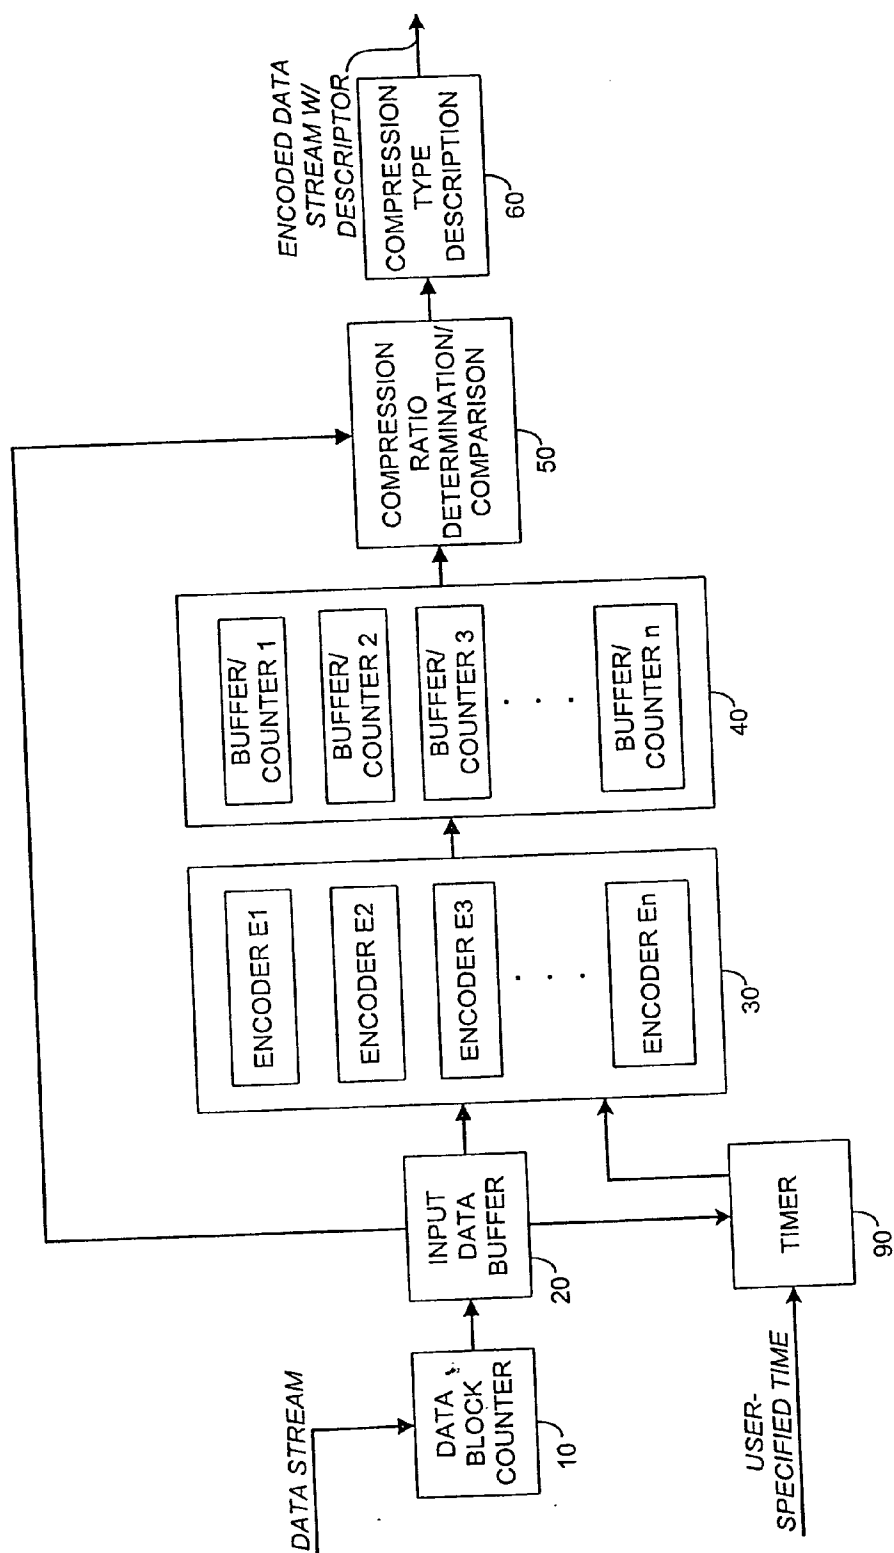 DATA STREAM
DATA
BLOCK
COUNTER
10
INPUT
DATA
BUFFER
20
USER-
SPECIFIED TIME
TIMER
90
ENCODER E1
ENCODER E2
ENCODER E3
. . .
ENCODER En
30
BUFFER/
COUNTER 1
BUFFER/
COUNTER 2
BUFFER/
COUNTER 3
. . .
BUFFER/
COUNTER n
40
COMPRESSION
RATIO
DETERMINATION/
COMPARISON
50
COMPRESSION
TYPE
DESCRIPTION
60
ENCODED DATA
STREAM W/
DESCRIPTOR